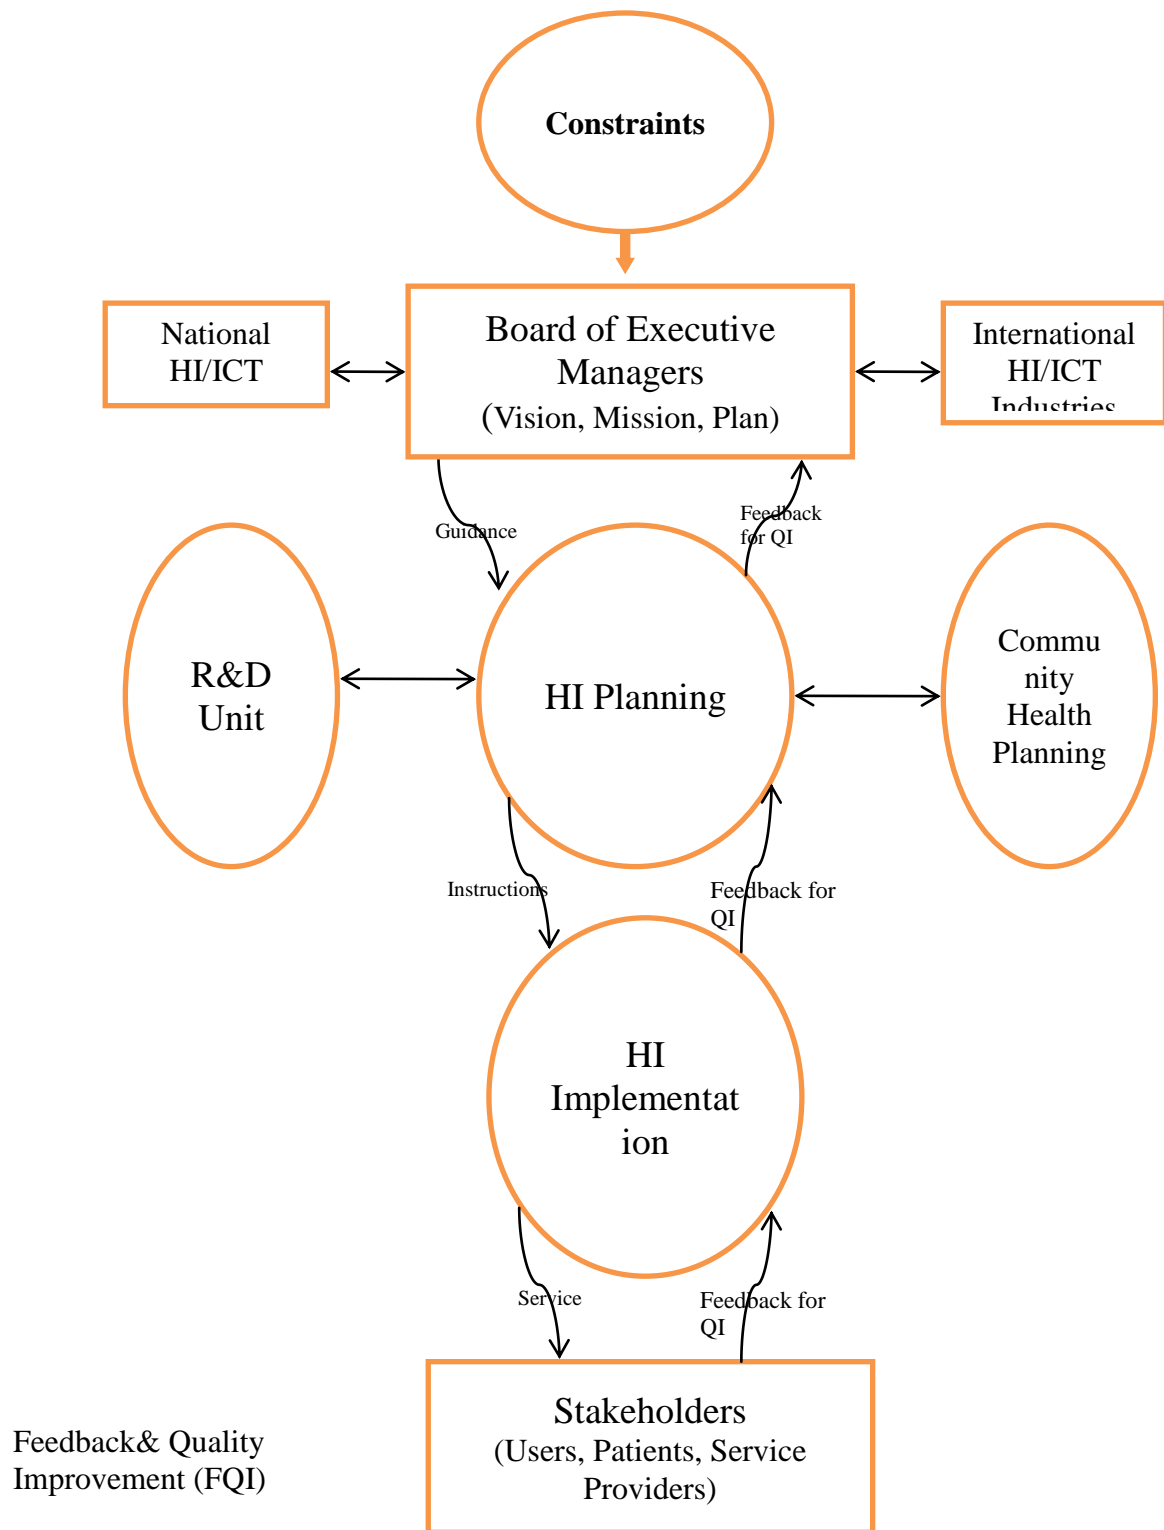 Constraints
National
HI/ICT
Board of Executive
Managers
(Vision, Mission, Plan)
International
HI/ICT
Industries
Guidance
Feedback
for QI
R&D
Unit
HI Planning
Commu
nity
Health
Planning
Instructions
Feedback for
QI
HI
Implementat
ion
Service
Feedback for
QI
Stakeholders
(Users, Patients, Service
Providers)
Feedback& Quality
Improvement (FQI)